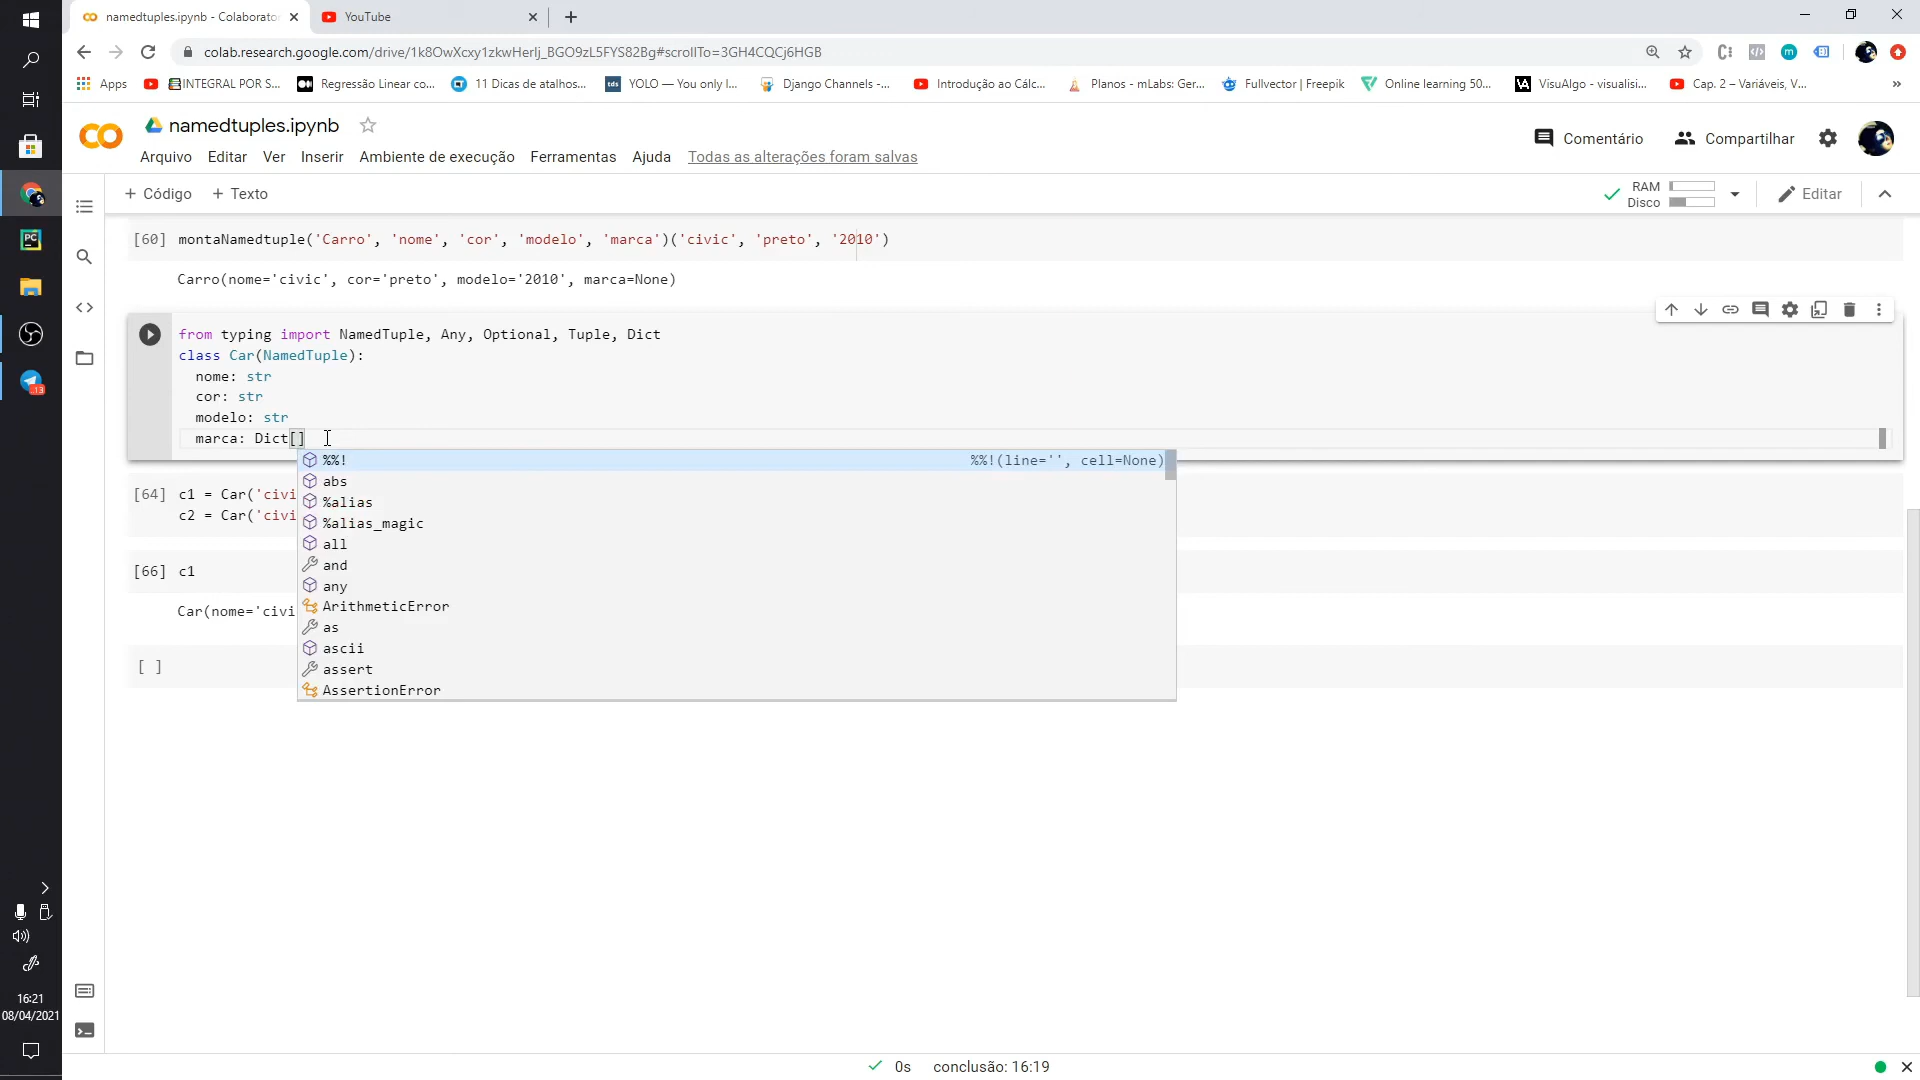 namedtuples.ipynb - Colaborato
YouTube
colab.research.google.com/drive/1k8OwXcxy1zkwHerIj_BGO9zL5FYS82Bg#scrollTo=3GH4CQCj6HGB
Apps
INTEGRAL POR S...
Regressão Linear co...
11 Dicas de atalhos...
YOLO — You only l...
Django Channels -...
Introdução ao Cálc...
Planos - mLabs: Ger...
Fullvector | Freepik
Online learning 50...
VisuAlgo - visualisi...
Cap. 2 – Variáveis, V...
»
namedtuples.ipynb
Comentário
Compartilhar
Arquivo Editar Ver Inserir Ambiente de execução Ferramentas Ajuda Todas as alterações foram salvas
+ Código + Texto
RAM
Disco
Editar
[60] montaNamedtuple('Carro', 'nome', 'cor', 'modelo', 'marca')('civic', 'preto', '2010')
Carro(nome='civic', cor='preto', modelo='2010', marca=None)
from typing import NamedTuple, Any, Optional, Tuple, Dict
class Car(NamedTuple):
nome: str
cor: str
modelo: str
marca: Dict[]
%%! %%!(line='', cell=None)
abs
%alias
%alias_magic
all
and
any
ArithmeticError
as
ascii
assert
AssertionError
[64] c1 = Car('civi
c2 = Car('civi
[66] c1
Car(nome='civi
[ ]
PC
13
16:21
08/04/2021
0s conclusão: 16:19